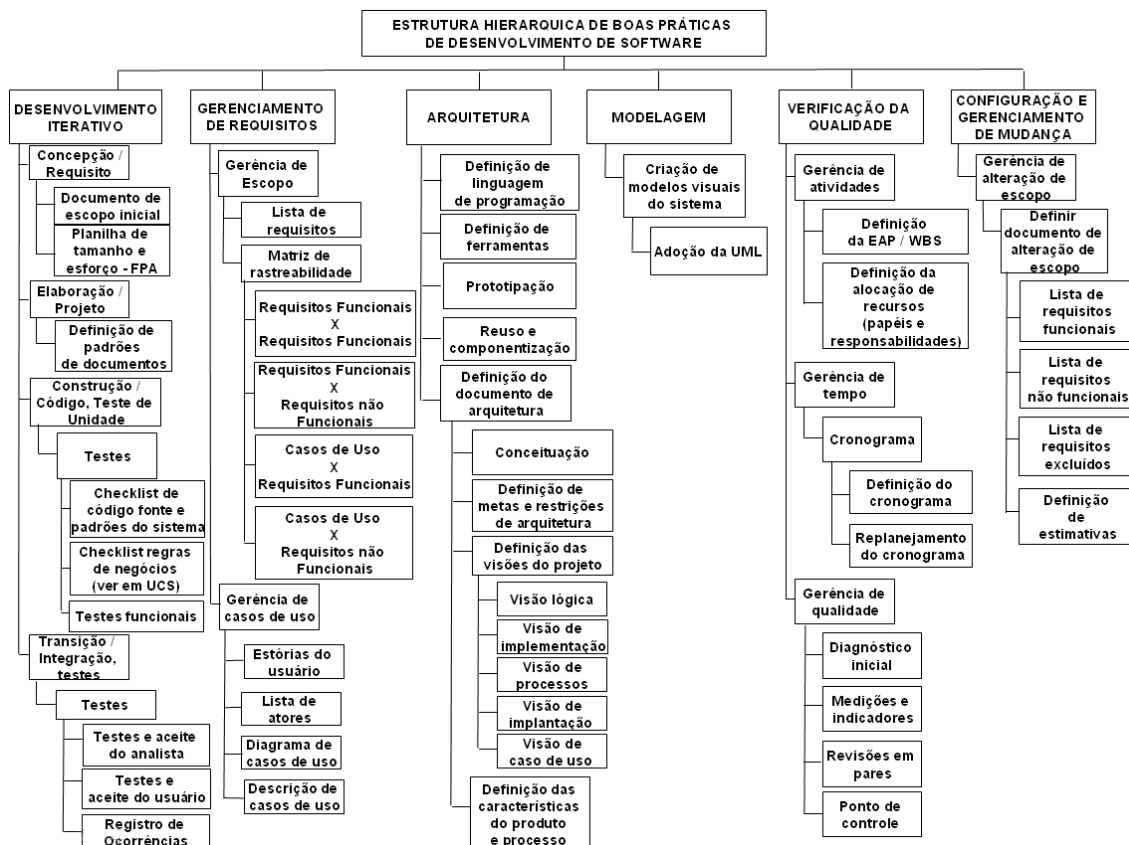 ESTRUTURA HIERARQUICA DE BOAS PRÁTICAS
DE DESENVOLVIMENTO DE SOFTWARE
DESENVOLVIMENTO
ITERATIVO
Concepção /
Requisito
Documento de
escopo inicial
Planilha de
tamanho e
esforço - FPA
Elaboração /
Projeto
Definição de
padrões
de documentos
Construção /
Código, Teste de
Unidade
Testes
Checklist de
código fonte e
padrões do sistema
Checklist regras
de negócios
(ver em UCS)
Testes funcionais
Transição /
Integração,
testes
Testes
Testes e aceite
do analista
Testes e
aceite do usuário
Registro de
Ocorrências
GERENCIAMENTO
DE REQUISITOS
Gerência de
Escopo
Lista de
requisitos
Matriz de
rastreabilidade
Requisitos Funcionais
X
Requisitos Funcionais
Requisitos Funcionais
X
Requisitos não
Funcionais
Casos de Uso
X
Requisitos Funcionais
Casos de Uso
X
Requisitos não
Funcionais
Gerência de
casos de uso
Estórias do
usuário
Lista de
atores
Diagrama de
casos de uso
Descrição de
casos de uso
ARQUITETURA
Definição de
linguagem
de programação
Definição de
ferramentas
Prototipação
Reuso e
componentização
Definição do
documento de
arquitetura
Conceituação
Definição de
metas e restrições
de arquitetura
Definição das
visões do projeto
Visão lógica
Visão de
implementação
Visão de
processos
Visão de
implantação
Visão de
caso de uso
Definição das
características
do produto
e processo
MODELAGEM
Criação de
modelos visuais
do sistema
Adoção da UML
VERIFICAÇÃO DA
QUALIDADE
Gerência de
atividades
Definição
da EAP / WBS
Definição da
alocação de
recursos
(papéis e
responsabilidades)
Gerência de
tempo
Cronograma
Definição do
cronograma
Replanejamento
do cronograma
Gerência de
qualidade
Diagnóstico
inicial
Medições e
indicadores
Revisões em
pares
Ponto de
controle
CONFIGURAÇÃO E
GERENCIAMENTO
DE MUDANÇA
Gerência de
alteração de
escopo
Definir
documento de
alteração de
escopo
Lista de
requisitos
funcionais
Lista de
requisitos
não funcionais
Lista de
requisitos
excluídos
Definição
de
estimativas